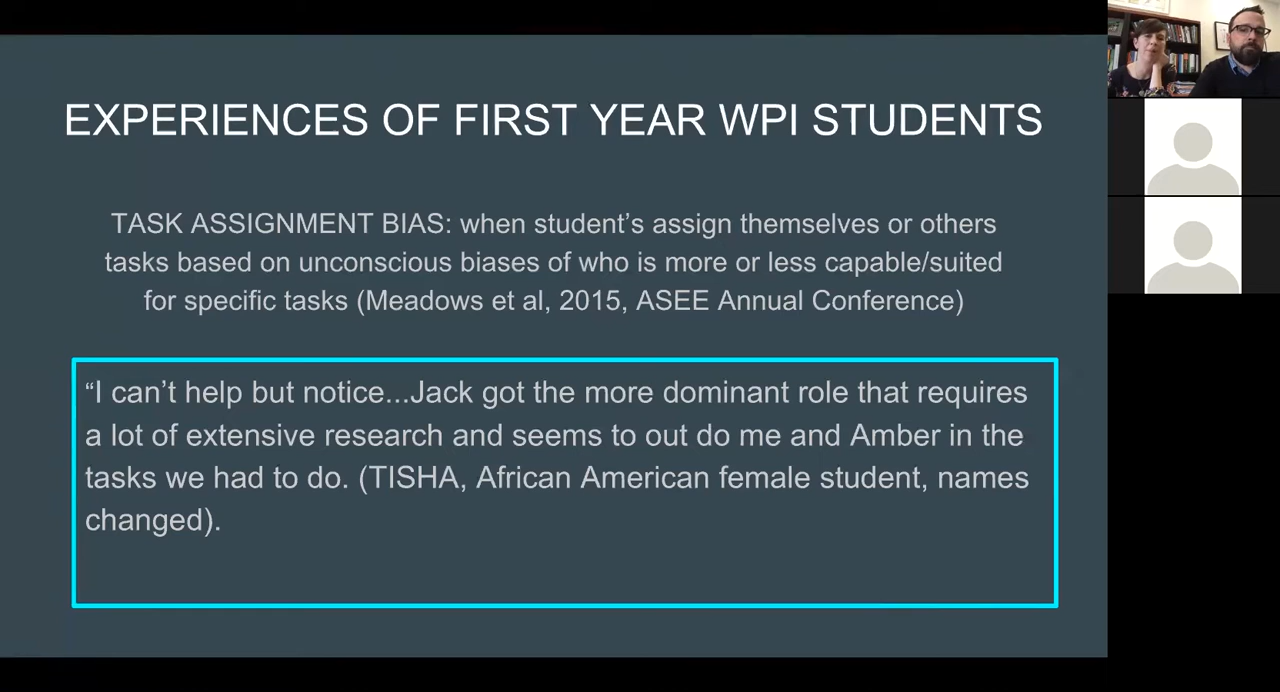 EXPERIENCES OF FIRST YEAR WPI STUDENTS
TASK ASSIGNMENT BIAS: when student’s assign themselves or others
tasks based on unconscious biases of who is more or less capable/suited
for specific tasks (Meadows et al, 2015, ASEE Annual Conference)
“I can’t help but notice...Jack got the more dominant role that requires
a lot of extensive research and seems to out do me and Amber in the
tasks we had to do. (TISHA, African American female student, names
changed).